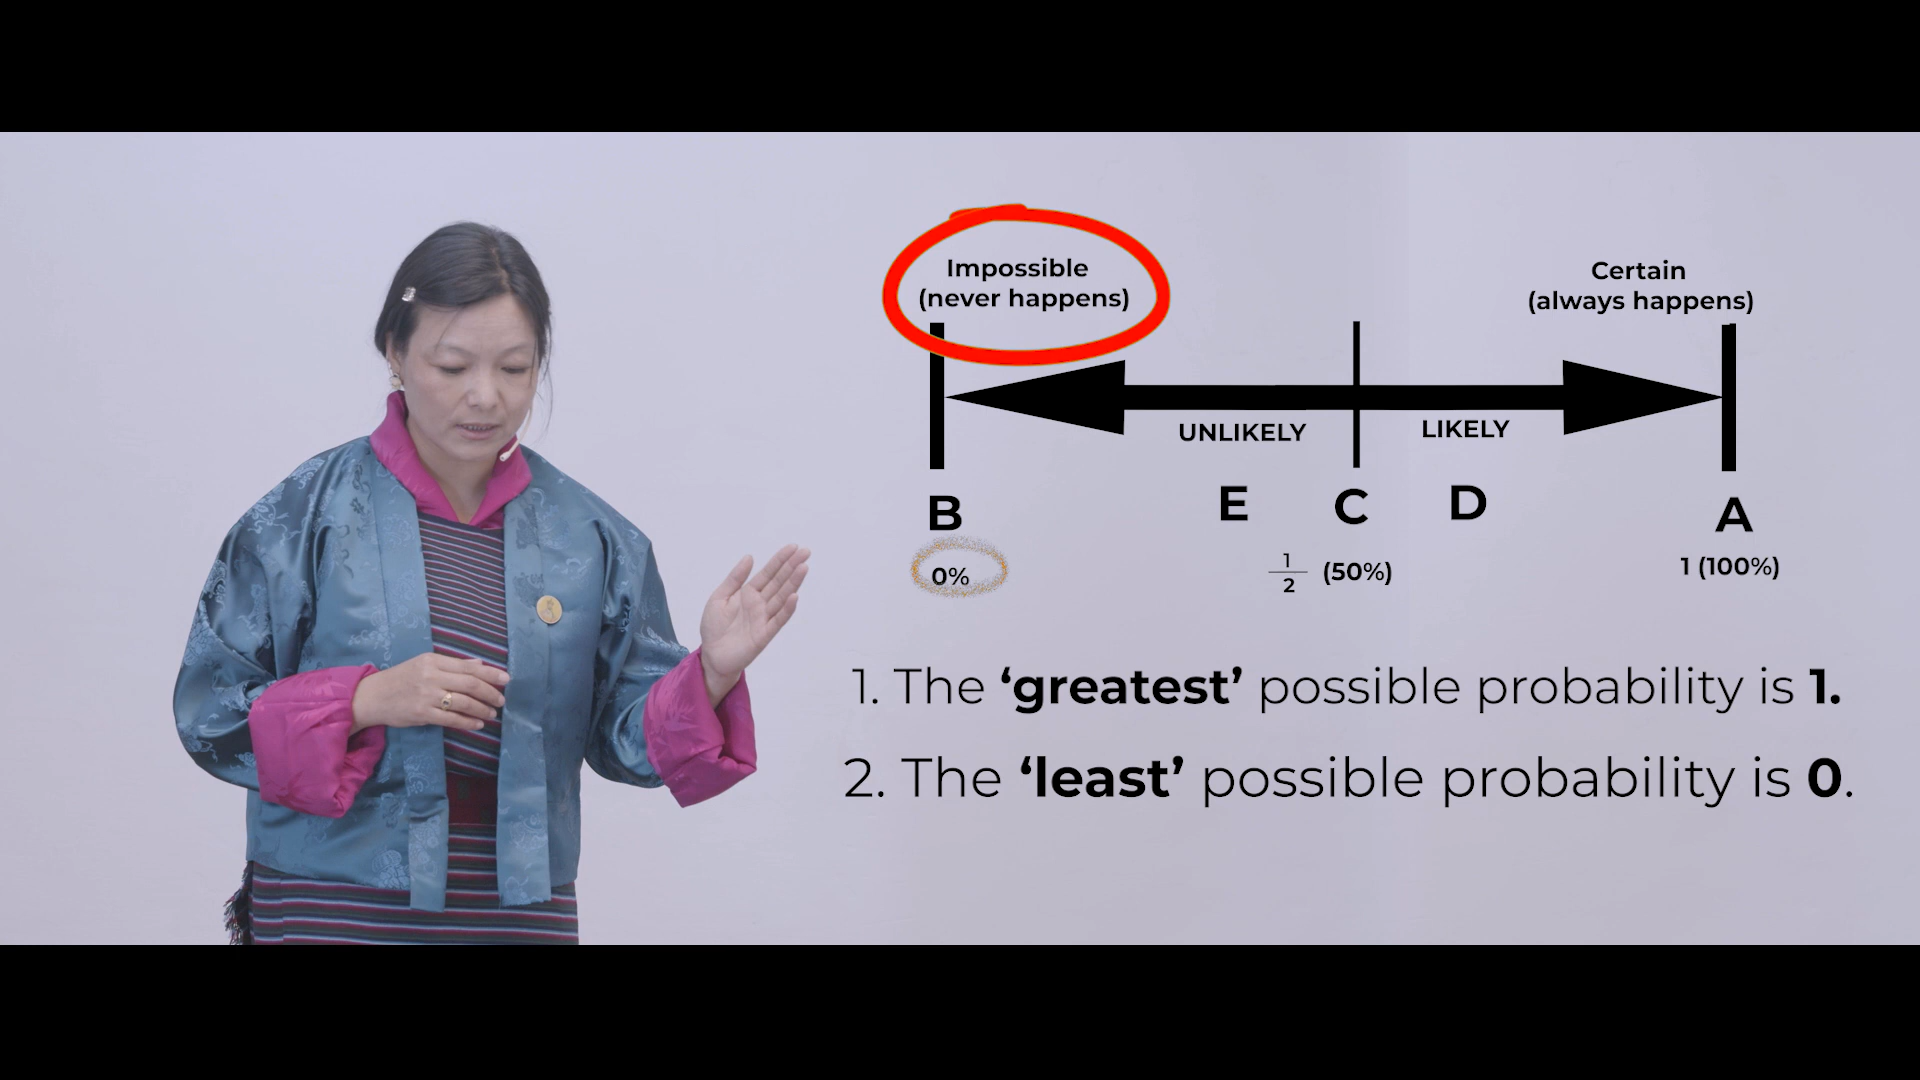 Impossible
(never happens)
Certain
(always happens)
UNLIKELY
LIKELY
B
E
C
D
A
0%
1
2
(50%)
1 (100%)
1. The ‘greatest’ possible probability is 1.
2. The ‘least’ possible probability is 0.